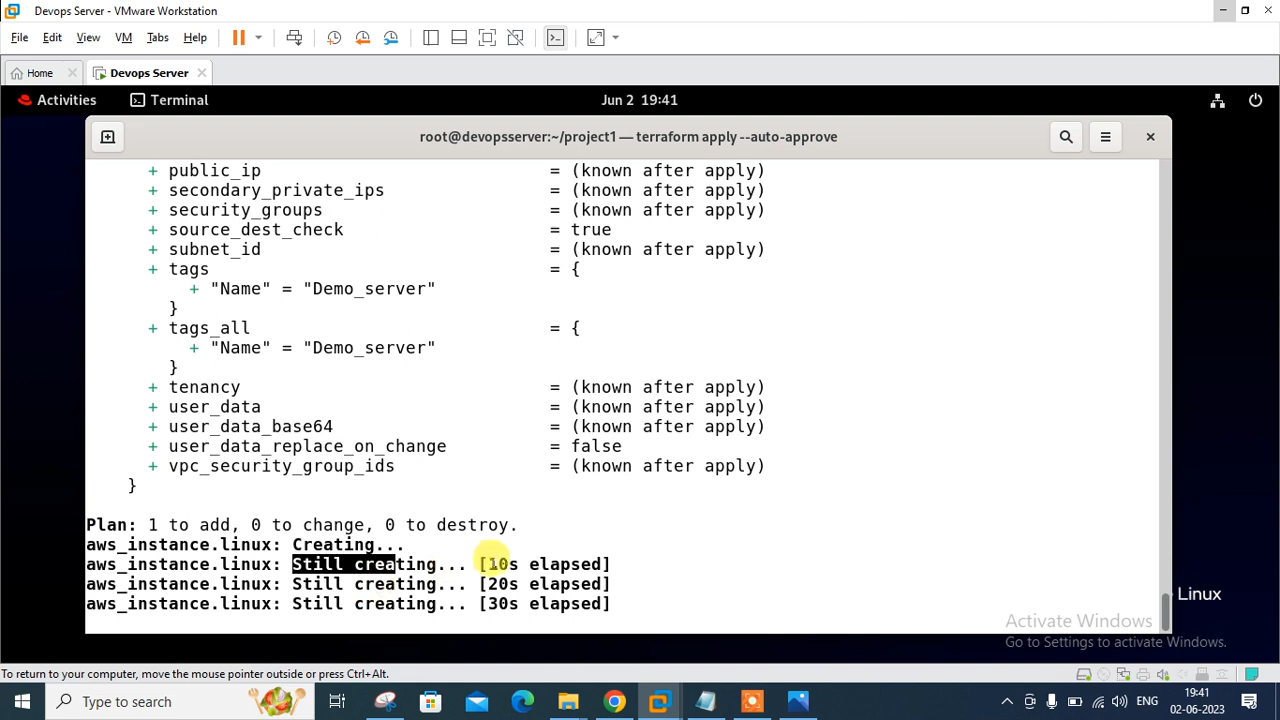 Devops Server - VMware Workstation
File Edit View VM Tabs Help
Home Devops Server
Activities Terminal Jun 2 19:41
root@devopsserver:~/project1 — terraform apply --auto-approve
+ public_ip = (known after apply)
+ secondary_private_ips = (known after apply)
+ security_groups = (known after apply)
+ source_dest_check = true
+ subnet_id = (known after apply)
+ tags = {
+ "Name" = "Demo_server"
}
+ tags_all = {
+ "Name" = "Demo_server"
}
+ tenancy = (known after apply)
+ user_data = (known after apply)
+ user_data_base64 = (known after apply)
+ user_data_replace_on_change = false
+ vpc_security_group_ids = (known after apply)
}
Plan: 1 to add, 0 to change, 0 to destroy.
aws_instance.linux: Creating...
aws_instance.linux: Still creating... [10s elapsed]
aws_instance.linux: Still creating... [20s elapsed]
aws_instance.linux: Still creating... [30s elapsed]
Linux
Activate Windows
Go to Settings to activate Windows.
To return to your computer, move the mouse pointer outside or press Ctrl+Alt.
Type here to search
ENG
19:41
02-06-2023